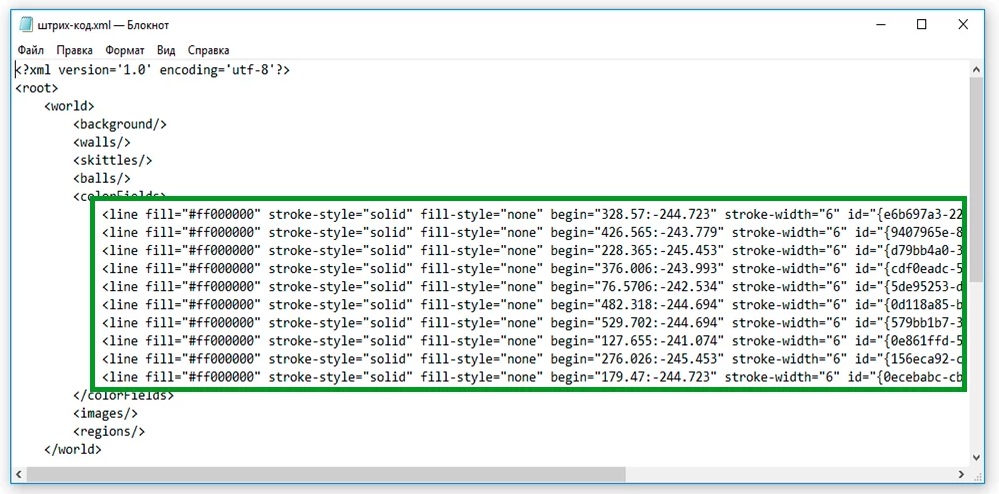 штрих-код.xml — Блокнот
Файл Правка Формат Вид Справка
<?xml version='1.0' encoding='utf-8'?>
<root>
<world>
<background/>
<walls/>
<skittles/>
<balls/>
<colorFields>
<line fill="#ff000000" stroke-style="solid" fill-style="none" begin="328.57:-244.723" stroke-width="6" id="{e6b697a3-22
<line fill="#ff000000" stroke-style="solid" fill-style="none" begin="426.565:-243.779" stroke-width="6" id="{9407965e-8
<line fill="#ff000000" stroke-style="solid" fill-style="none" begin="228.365:-245.453" stroke-width="6" id="{d79bb4a0-3
<line fill="#ff000000" stroke-style="solid" fill-style="none" begin="376.006:-243.993" stroke-width="6" id="{cdf0eadc-5
<line fill="#ff000000" stroke-style="solid" fill-style="none" begin="76.5706:-242.534" stroke-width="6" id="{5de95253-d
<line fill="#ff000000" stroke-style="solid" fill-style="none" begin="482.318:-244.694" stroke-width="6" id="{0d118a85-b
<line fill="#ff000000" stroke-style="solid" fill-style="none" begin="529.702:-244.694" stroke-width="6" id="{579bb1b7-3
<line fill="#ff000000" stroke-style="solid" fill-style="none" begin="127.655:-241.074" stroke-width="6" id="{0e861ffd-5
<line fill="#ff000000" stroke-style="solid" fill-style="none" begin="276.026:-245.453" stroke-width="6" id="{156eca92-c
<line fill="#ff000000" stroke-style="solid" fill-style="none" begin="179.47:-244.723" stroke-width="6" id="{0ecebabc-cb
</colorFields>
<images/>
<regions/>
</world>